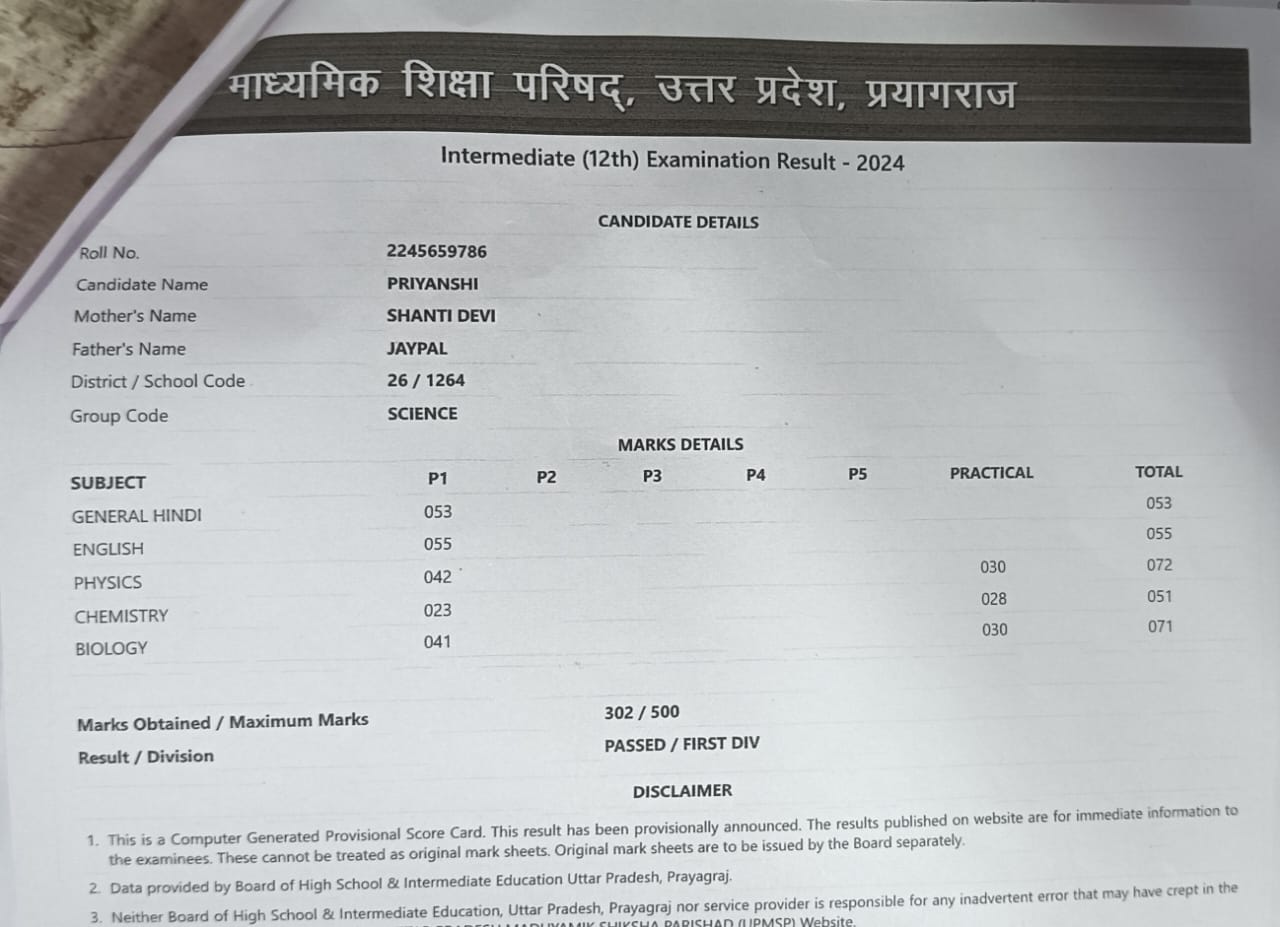 माध्यमिक शिक्षा परिषद्, उत्तर प्रदेश, प्रयागराज
Intermediate (12th) Examination Result - 2024
CANDIDATE DETAILS
Roll No. 2245659786
Candidate Name PRIYANSHI
Mother's Name SHANTI DEVI
Father's Name JAYPAL
District / School Code 26 / 1264
Group Code SCIENCE
MARKS DETAILS
SUBJECT P1 P2 P3 P4 P5 PRACTICAL TOTAL
GENERAL HINDI 053 053
ENGLISH 055 055
PHYSICS 042 030 072
CHEMISTRY 023 028 051
BIOLOGY 041 030 071
Marks Obtained / Maximum Marks 302 / 500
Result / Division PASSED / FIRST DIV
DISCLAIMER
1. This is a Computer Generated Provisional Score Card. This result has been provisionally announced. The results published on website are for immediate information to
the examinees. These cannot be treated as original mark sheets. Original mark sheets are to be issued by the Board separately.
2. Data provided by Board of High School & Intermediate Education Uttar Pradesh, Prayagraj.
3. Neither Board of High School & Intermediate Education, Uttar Pradesh, Prayagraj nor service provider is responsible for any inadvertent error that may have crept in the
PRADESH MADHYAMIK SHIKSHA PARISHAD (UPMSP) Website.